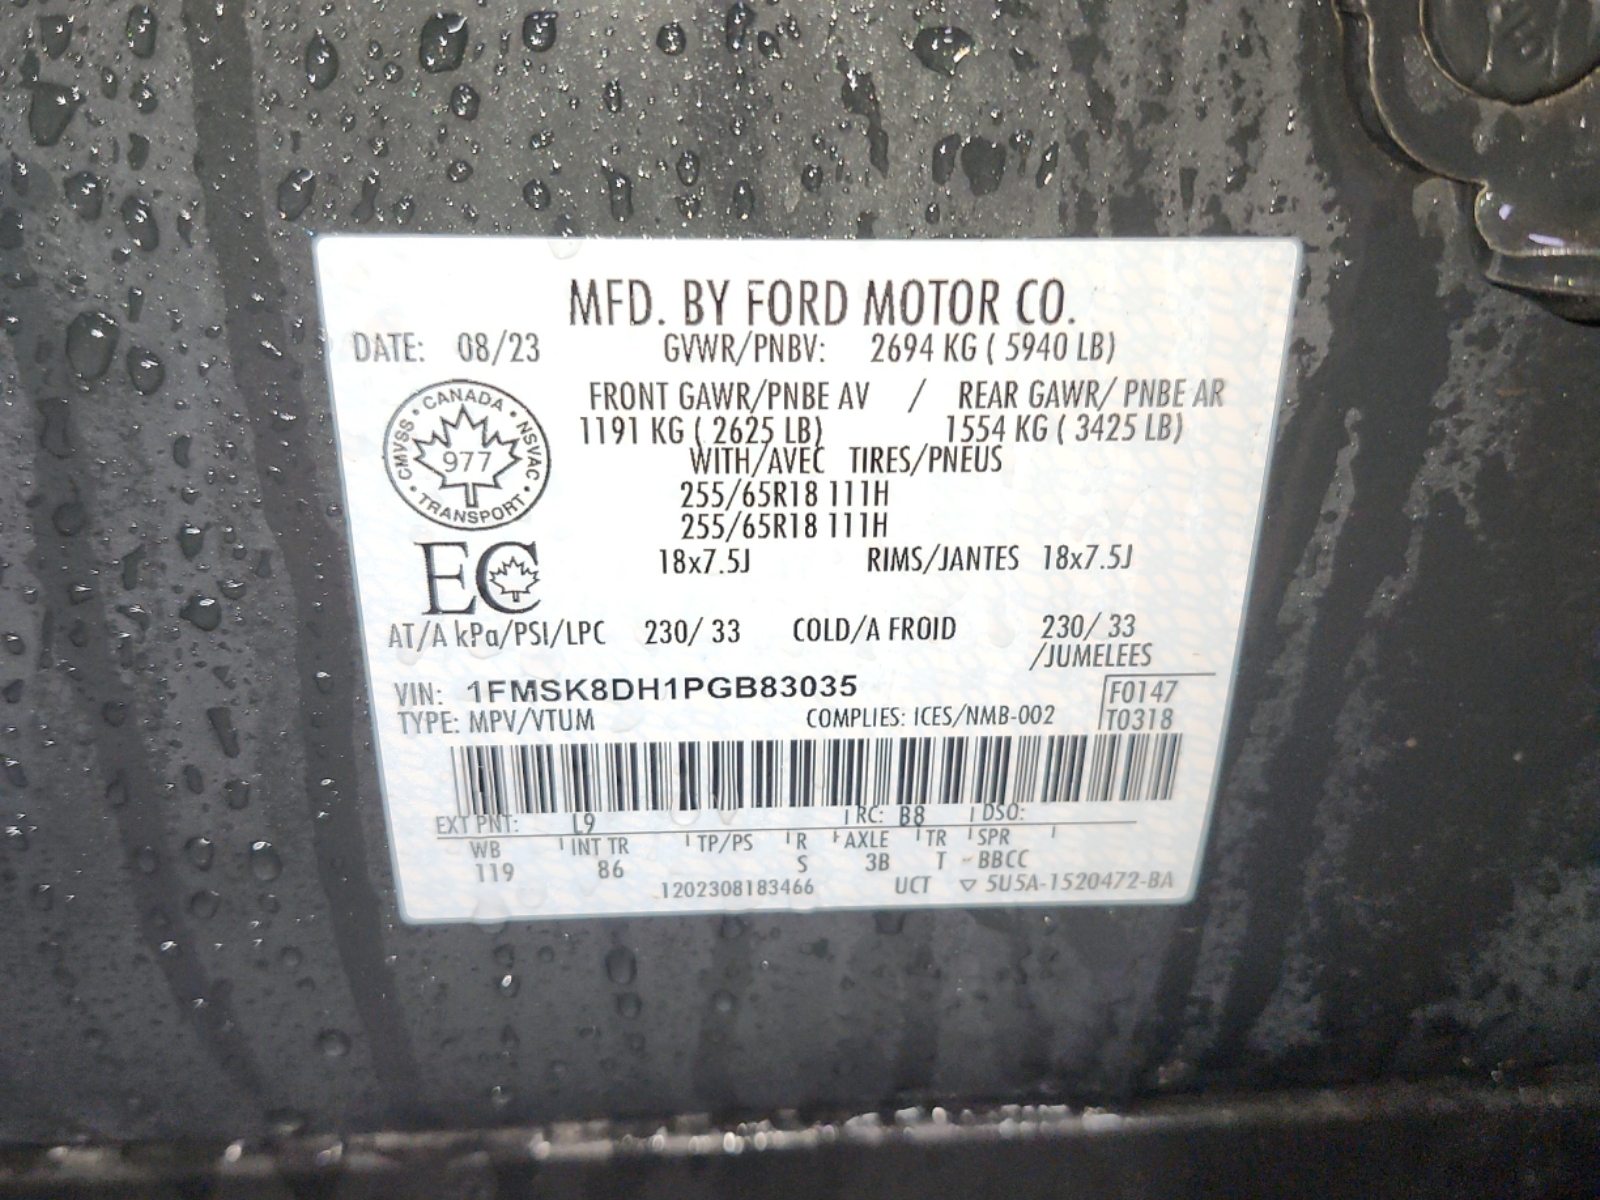 MFD. BY FORD MOTOR CO.
DATE: 08/23 GVWR/PNBV: 2694 KG ( 5940 LB)
FRONT GAWR/PNBE AV / REAR GAWR/ PNBE AR
1191 KG ( 2625 LB) 1554 KG ( 3425 LB)
WITH/AVEC TIRES/PNEUS
255/65R18 111H
255/65R18 111H
18x7.5J RIMS/JANTES 18x7.5J
CANADA
CMVSS 977 NSVAC
TRANSPORT
EC
AT/A kPa/PSI/LPC 230/ 33 COLD/A FROID 230/ 33
/JUMELEES
VIN: 1FMSK8DH1PGB83035 F0147
TYPE: MPV/VTUM COMPLIES: ICES/NMB-002 T0318
EXT PNT: L9 RC: B8 DSO:
WB INT TR TP/PS R AXLE TR SPR
119 86 S 3B T BBCC
1202308183466 UCT ▽ 5U5A-1520472-BA